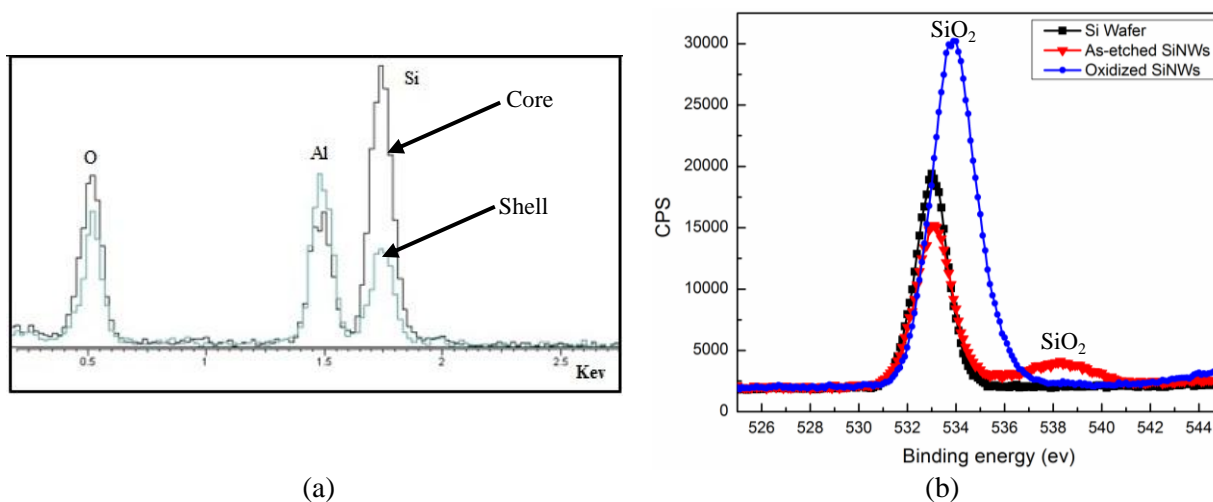 Si
Core
O
Al
Shell
0.5
1
1.5
2
2.5
Kev
(a)
SiO₂
Si Wafer
As-etched SiNWs
Oxidized SiNWs
30000
25000
20000
15000
10000
5000
0
CPS
SiO₂
526 528 530 532 534 536 538 540 542 544
Binding energy (ev)
(b)